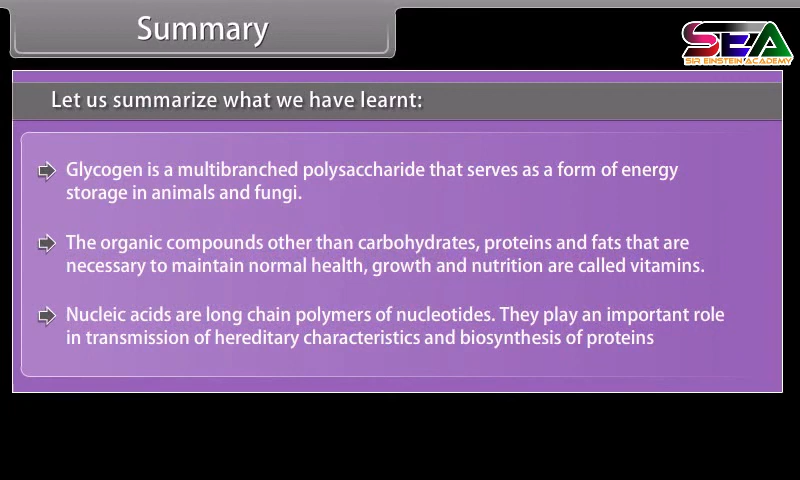 Summary
SEA
SIR EINSTEIN ACADEMY
Let us summarize what we have learnt:
Glycogen is a multibranched polysaccharide that serves as a form of energy
storage in animals and fungi.
The organic compounds other than carbohydrates, proteins and fats that are
necessary to maintain normal health, growth and nutrition are called vitamins.
Nucleic acids are long chain polymers of nucleotides. They play an important role
in transmission of hereditary characteristics and biosynthesis of proteins